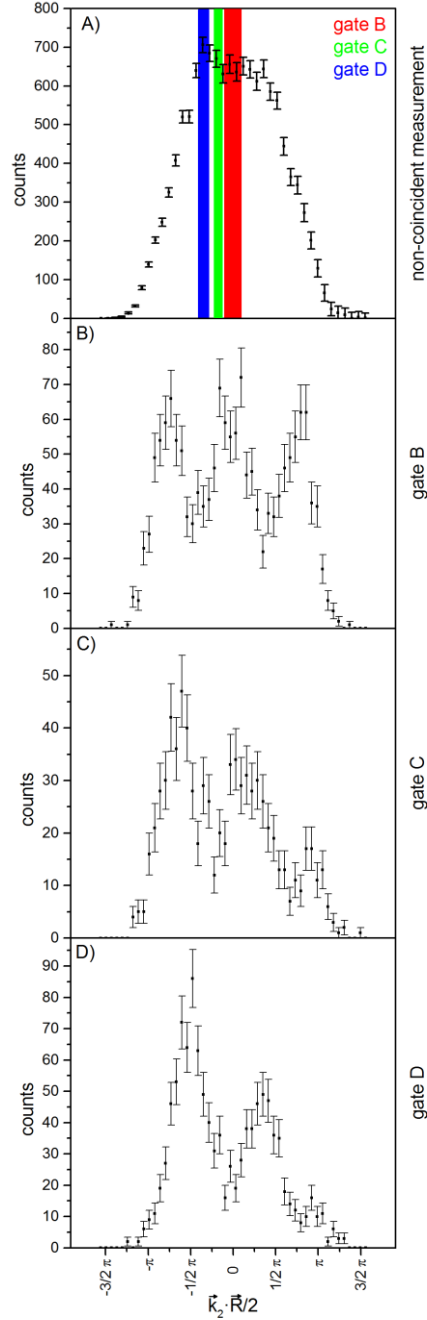 A)
gate B
gate C
gate D
800
700
600
500
400
300
200
100
0
counts
non-coincident measurement
B)
80
70
60
50
40
30
20
10
0
counts
gate B
C)
50
40
30
20
10
0
counts
gate C
D)
90
80
70
60
50
40
30
20
10
0
counts
gate D
-3/2 π
-π
-1/2 π
0
1/2 π
π
3/2 π
k⃗₂·R⃗/2